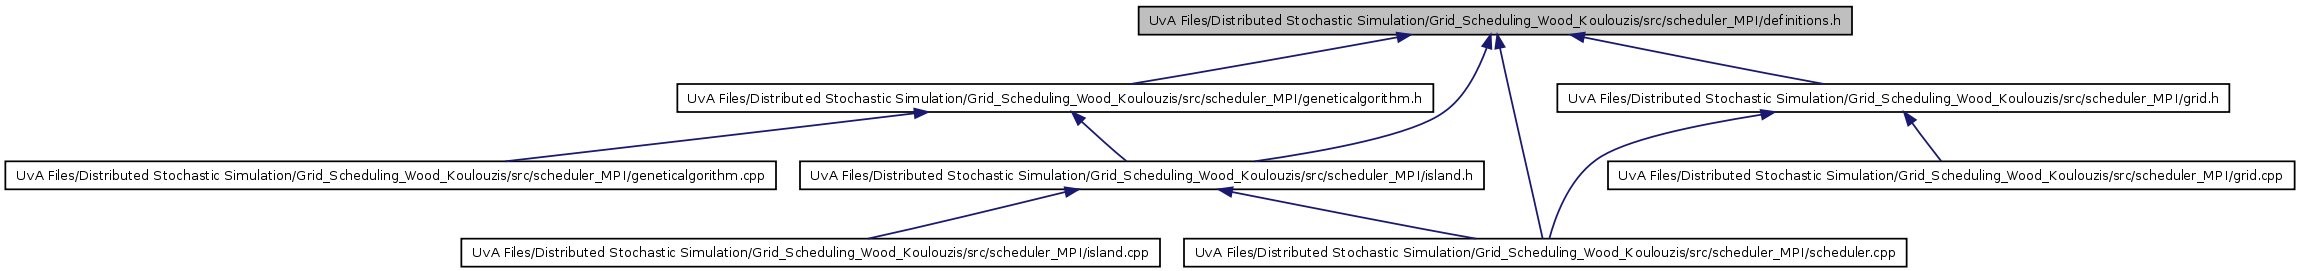 UvA Files/Distributed Stochastic Simulation/Grid_Scheduling_Wood_Koulouzis/src/scheduler_MPI/definitions.h
UvA Files/Distributed Stochastic Simulation/Grid_Scheduling_Wood_Koulouzis/src/scheduler_MPI/geneticalgorithm.h
UvA Files/Distributed Stochastic Simulation/Grid_Scheduling_Wood_Koulouzis/src/scheduler_MPI/grid.h
UvA Files/Distributed Stochastic Simulation/Grid_Scheduling_Wood_Koulouzis/src/scheduler_MPI/geneticalgorithm.cpp
UvA Files/Distributed Stochastic Simulation/Grid_Scheduling_Wood_Koulouzis/src/scheduler_MPI/island.h
UvA Files/Distributed Stochastic Simulation/Grid_Scheduling_Wood_Koulouzis/src/scheduler_MPI/grid.cpp
UvA Files/Distributed Stochastic Simulation/Grid_Scheduling_Wood_Koulouzis/src/scheduler_MPI/island.cpp
UvA Files/Distributed Stochastic Simulation/Grid_Scheduling_Wood_Koulouzis/src/scheduler_MPI/scheduler.cpp